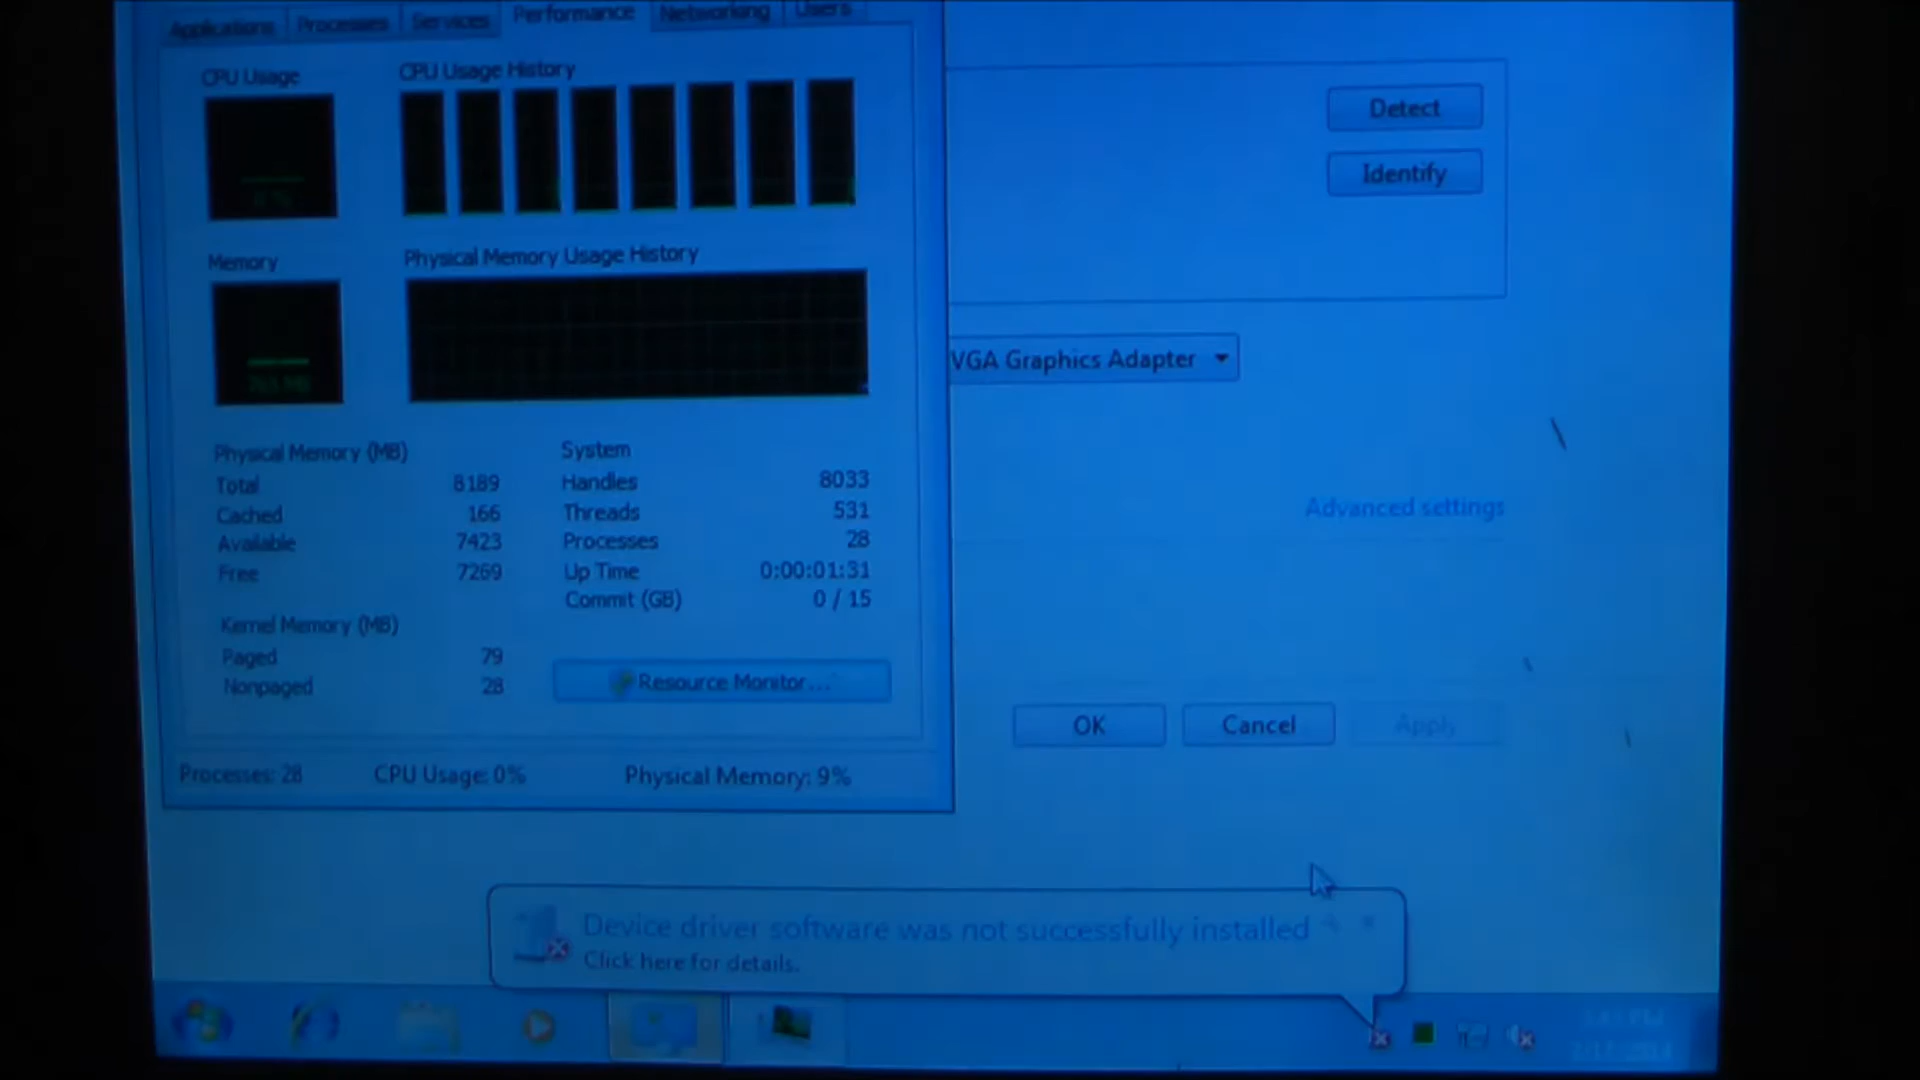 Applications Processes Services Performance Networking Users
CPU Usage CPU Usage History
Memory Physical Memory Usage History
Physical Memory (MB)
Total 8189
Cached 166
Available 7423
Free 7269
Kernel Memory (MB)
Paged 79
Nonpaged 28
System
Handles 8033
Threads 531
Processes 28
Up Time 0:00:01:31
Commit (GB) 0 / 15
Resource Monitor...
Processes: 28 CPU Usage: 0% Physical Memory: 9%
Detect
Identify
VGA Graphics Adapter
Advanced settings
OK Cancel Apply
Device driver software was not successfully installed
Click here for details.